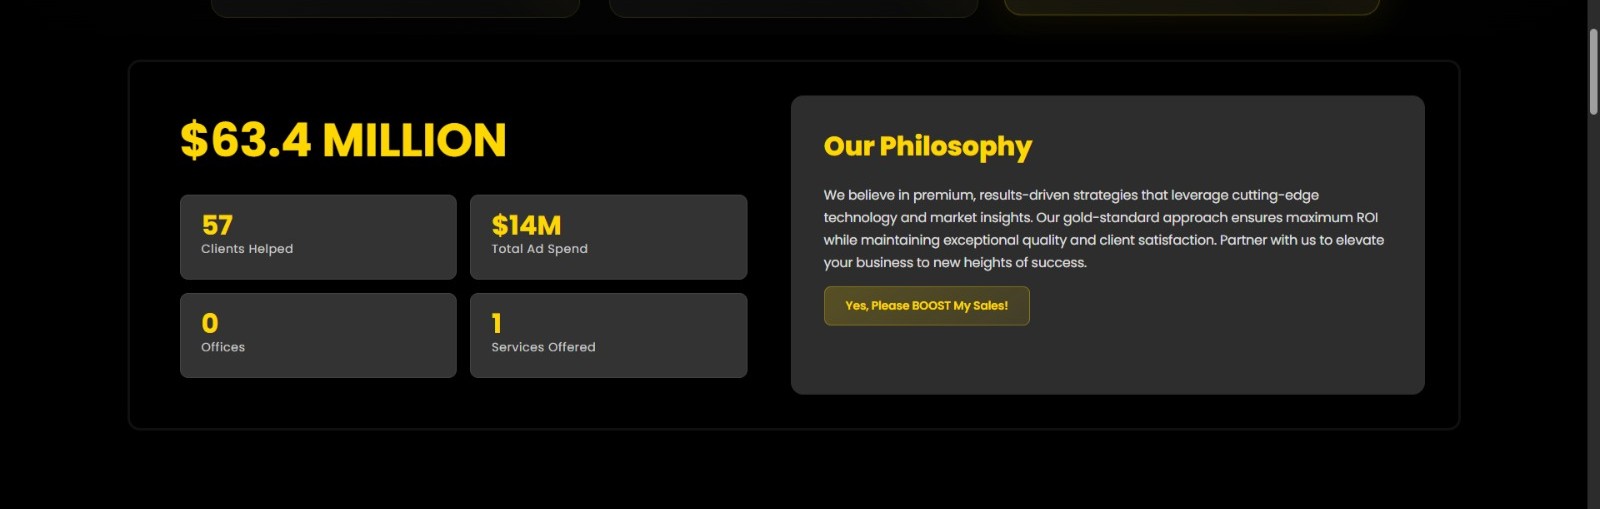 $63.4 MILLION
57
Clients Helped
$14M
Total Ad Spend
0
Offices
1
Services Offered
Our Philosophy
We believe in premium, results-driven strategies that leverage cutting-edge
technology and market insights. Our gold-standard approach ensures maximum ROI
while maintaining exceptional quality and client satisfaction. Partner with us to elevate
your business to new heights of success.
Yes, Please BOOST My Sales!